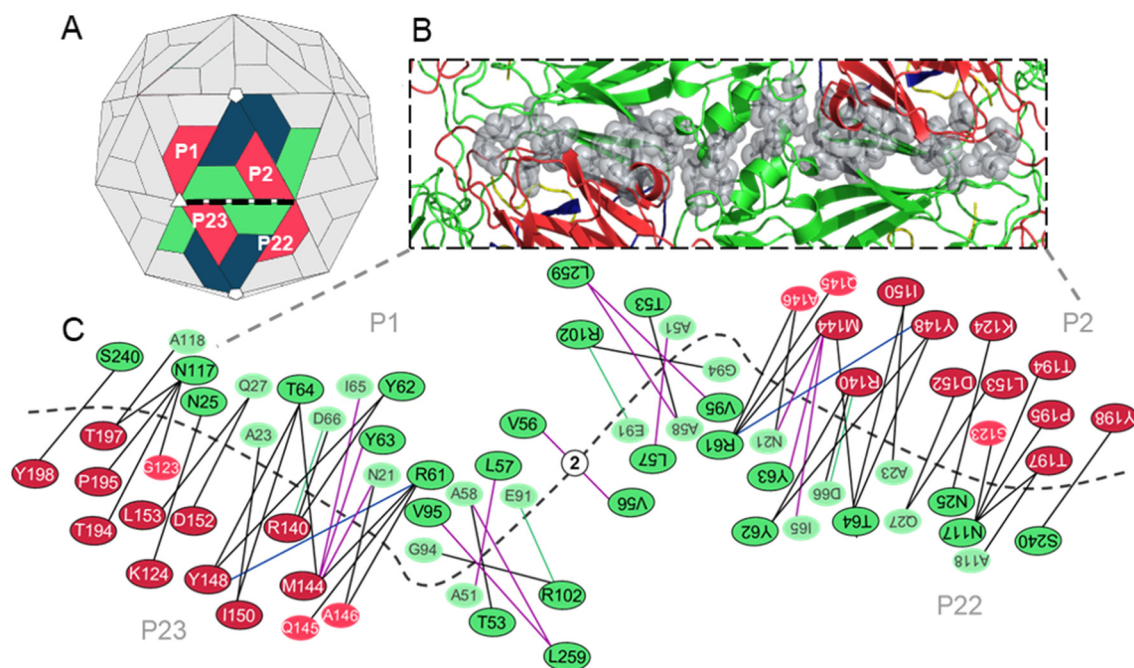 A
B
P1
P2
P23
P22
C
P1
P2
L259
T53
A51
R102
G94
E91
A58
V95
L57
V56
2
V56
A146
Q145
I150
M144
Y148
K124
R140
D152
L153
T194
G123
P195
Y198
T197
R61
N21
Y63
D66
A23
Y62
I65
T64
Q27
N25
N117
A118
S240
S240
A118
N117
Q27
T64
I65
Y62
N25
D66
A23
Y63
T197
G123
N21
R61
L57
Y198
P195
A58
E91
L153
D152
R140
V95
T194
G94
K124
Y148
M144
A51
R102
I150
Q145
A146
T53
L259
P23
P22